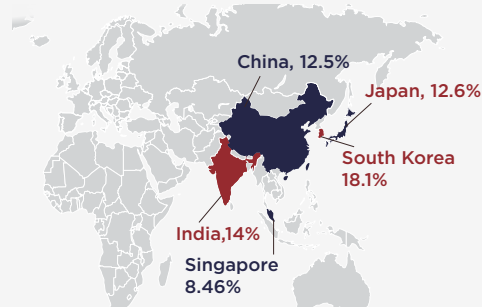 China, 12.5%
Japan, 12.6%
South Korea
18.1%
India,14%
Singapore
8.46%